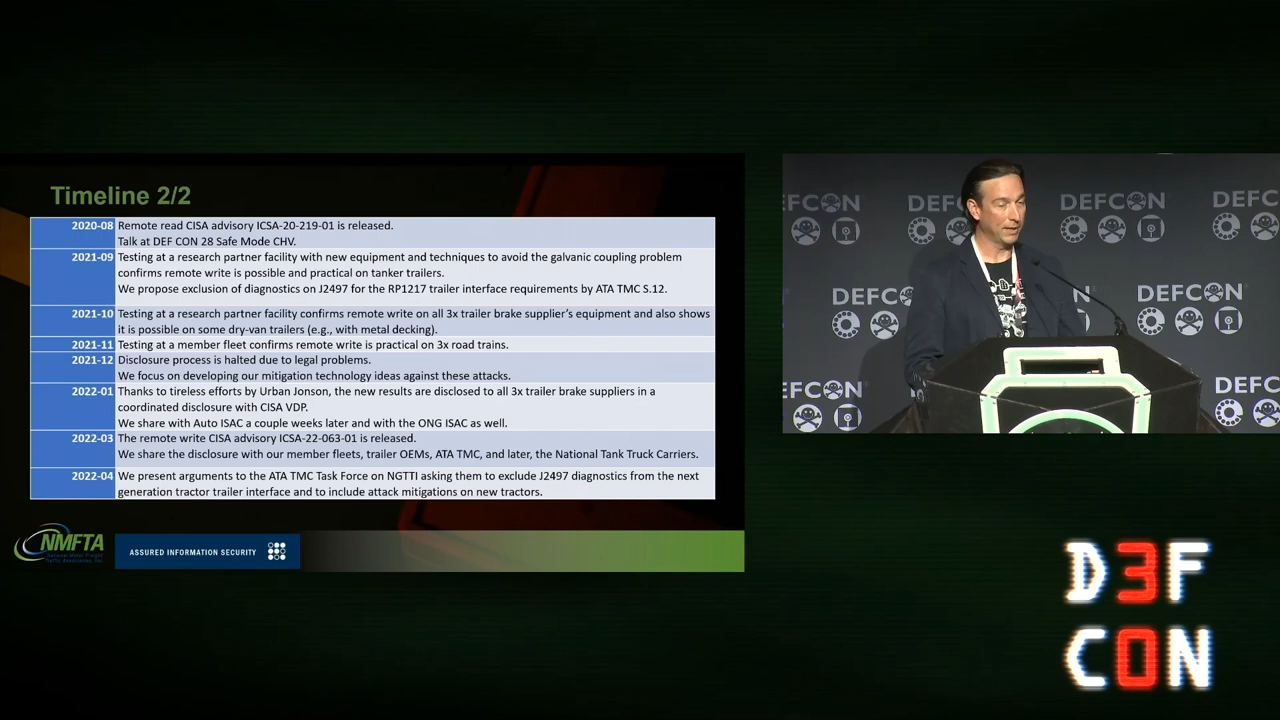 Timeline 2/2
2020-08 Remote read CISA advisory ICSA-20-219-01 is released.
Talk at DEF CON 28 Safe Mode CHV.
2021-09 Testing at a research partner facility with new equipment and techniques to avoid the galvanic coupling problem
confirms remote write is possible and practical on tanker trailers.
We propose exclusion of diagnostics on J2497 for the RP1217 trailer interface requirements by ATA TMC S.12.
2021-10 Testing at a research partner facility confirms remote write on all 3x trailer brake supplier's equipment and also shows
it is possible on some dry-van trailers (e.g., with metal decking).
2021-11 Testing at a member fleet confirms remote write is practical on 3x road trains.
2021-12 Disclosure process is halted due to legal problems.
We focus on developing our mitigation technology ideas against these attacks.
2022-01 Thanks to tireless efforts by Urban Jonson, the new results are disclosed to all 3x trailer brake suppliers in a
coordinated disclosure with CISA VDP.
We share with Auto ISAC a couple weeks later and with the ONG ISAC as well.
2022-03 The remote write CISA advisory ICSA-22-063-01 is released.
We share the disclosure with our member fleets, trailer OEMs, ATA TMC, and later, the National Tank Truck Carriers.
2022-04 We present arguments to the ATA TMC Task Force on NGTTI asking them to exclude J2497 diagnostics from the next
generation tractor trailer interface and to include attack mitigations on new tractors.
NMFTA
ASSURED INFORMATION SECURITY
EFCON
DEF
DEFCON
DEFC
DEFCON
N
DEFCON
EFCON
DEFC
D3F
C0N